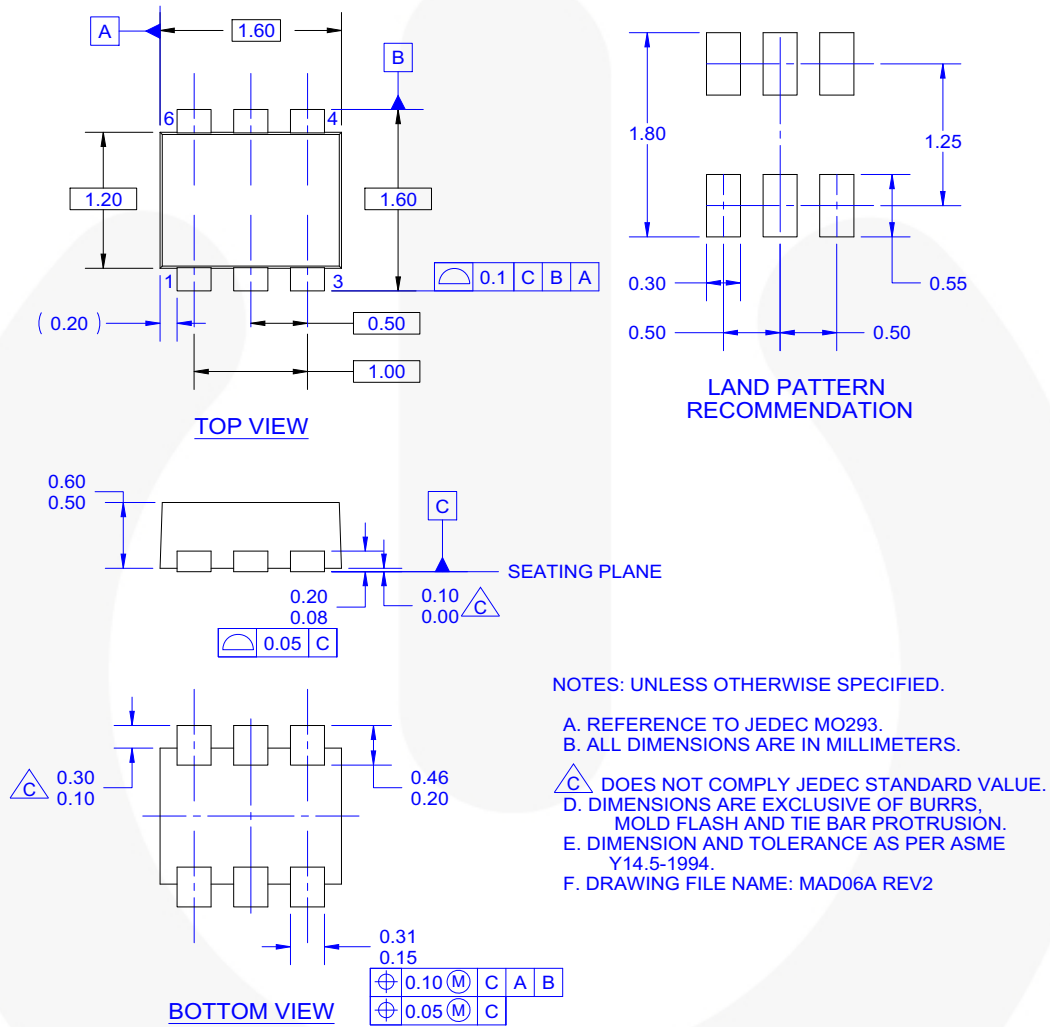 A
1.60
B
6
4
1.20
1.60
1
3
0.1 C B A
( 0.20 )
0.50
1.00
TOP VIEW
1.80
1.25
0.30
0.55
0.50
0.50
LAND PATTERN
RECOMMENDATION
0.60
0.50
C
SEATING PLANE
0.20
0.08
0.10
0.00
C
0.05 C
NOTES: UNLESS OTHERWISE SPECIFIED.
A. REFERENCE TO JEDEC MO293.
B. ALL DIMENSIONS ARE IN MILLIMETERS.
C DOES NOT COMPLY JEDEC STANDARD VALUE.
D. DIMENSIONS ARE EXCLUSIVE OF BURRS,
MOLD FLASH AND TIE BAR PROTRUSION.
E. DIMENSION AND TOLERANCE AS PER ASME
Y14.5-1994.
F. DRAWING FILE NAME: MAD06A REV2
C
0.30
0.10
0.46
0.20
0.31
0.15
⌖ 0.10 Ⓜ C A B
⌖ 0.05 Ⓜ C
BOTTOM VIEW